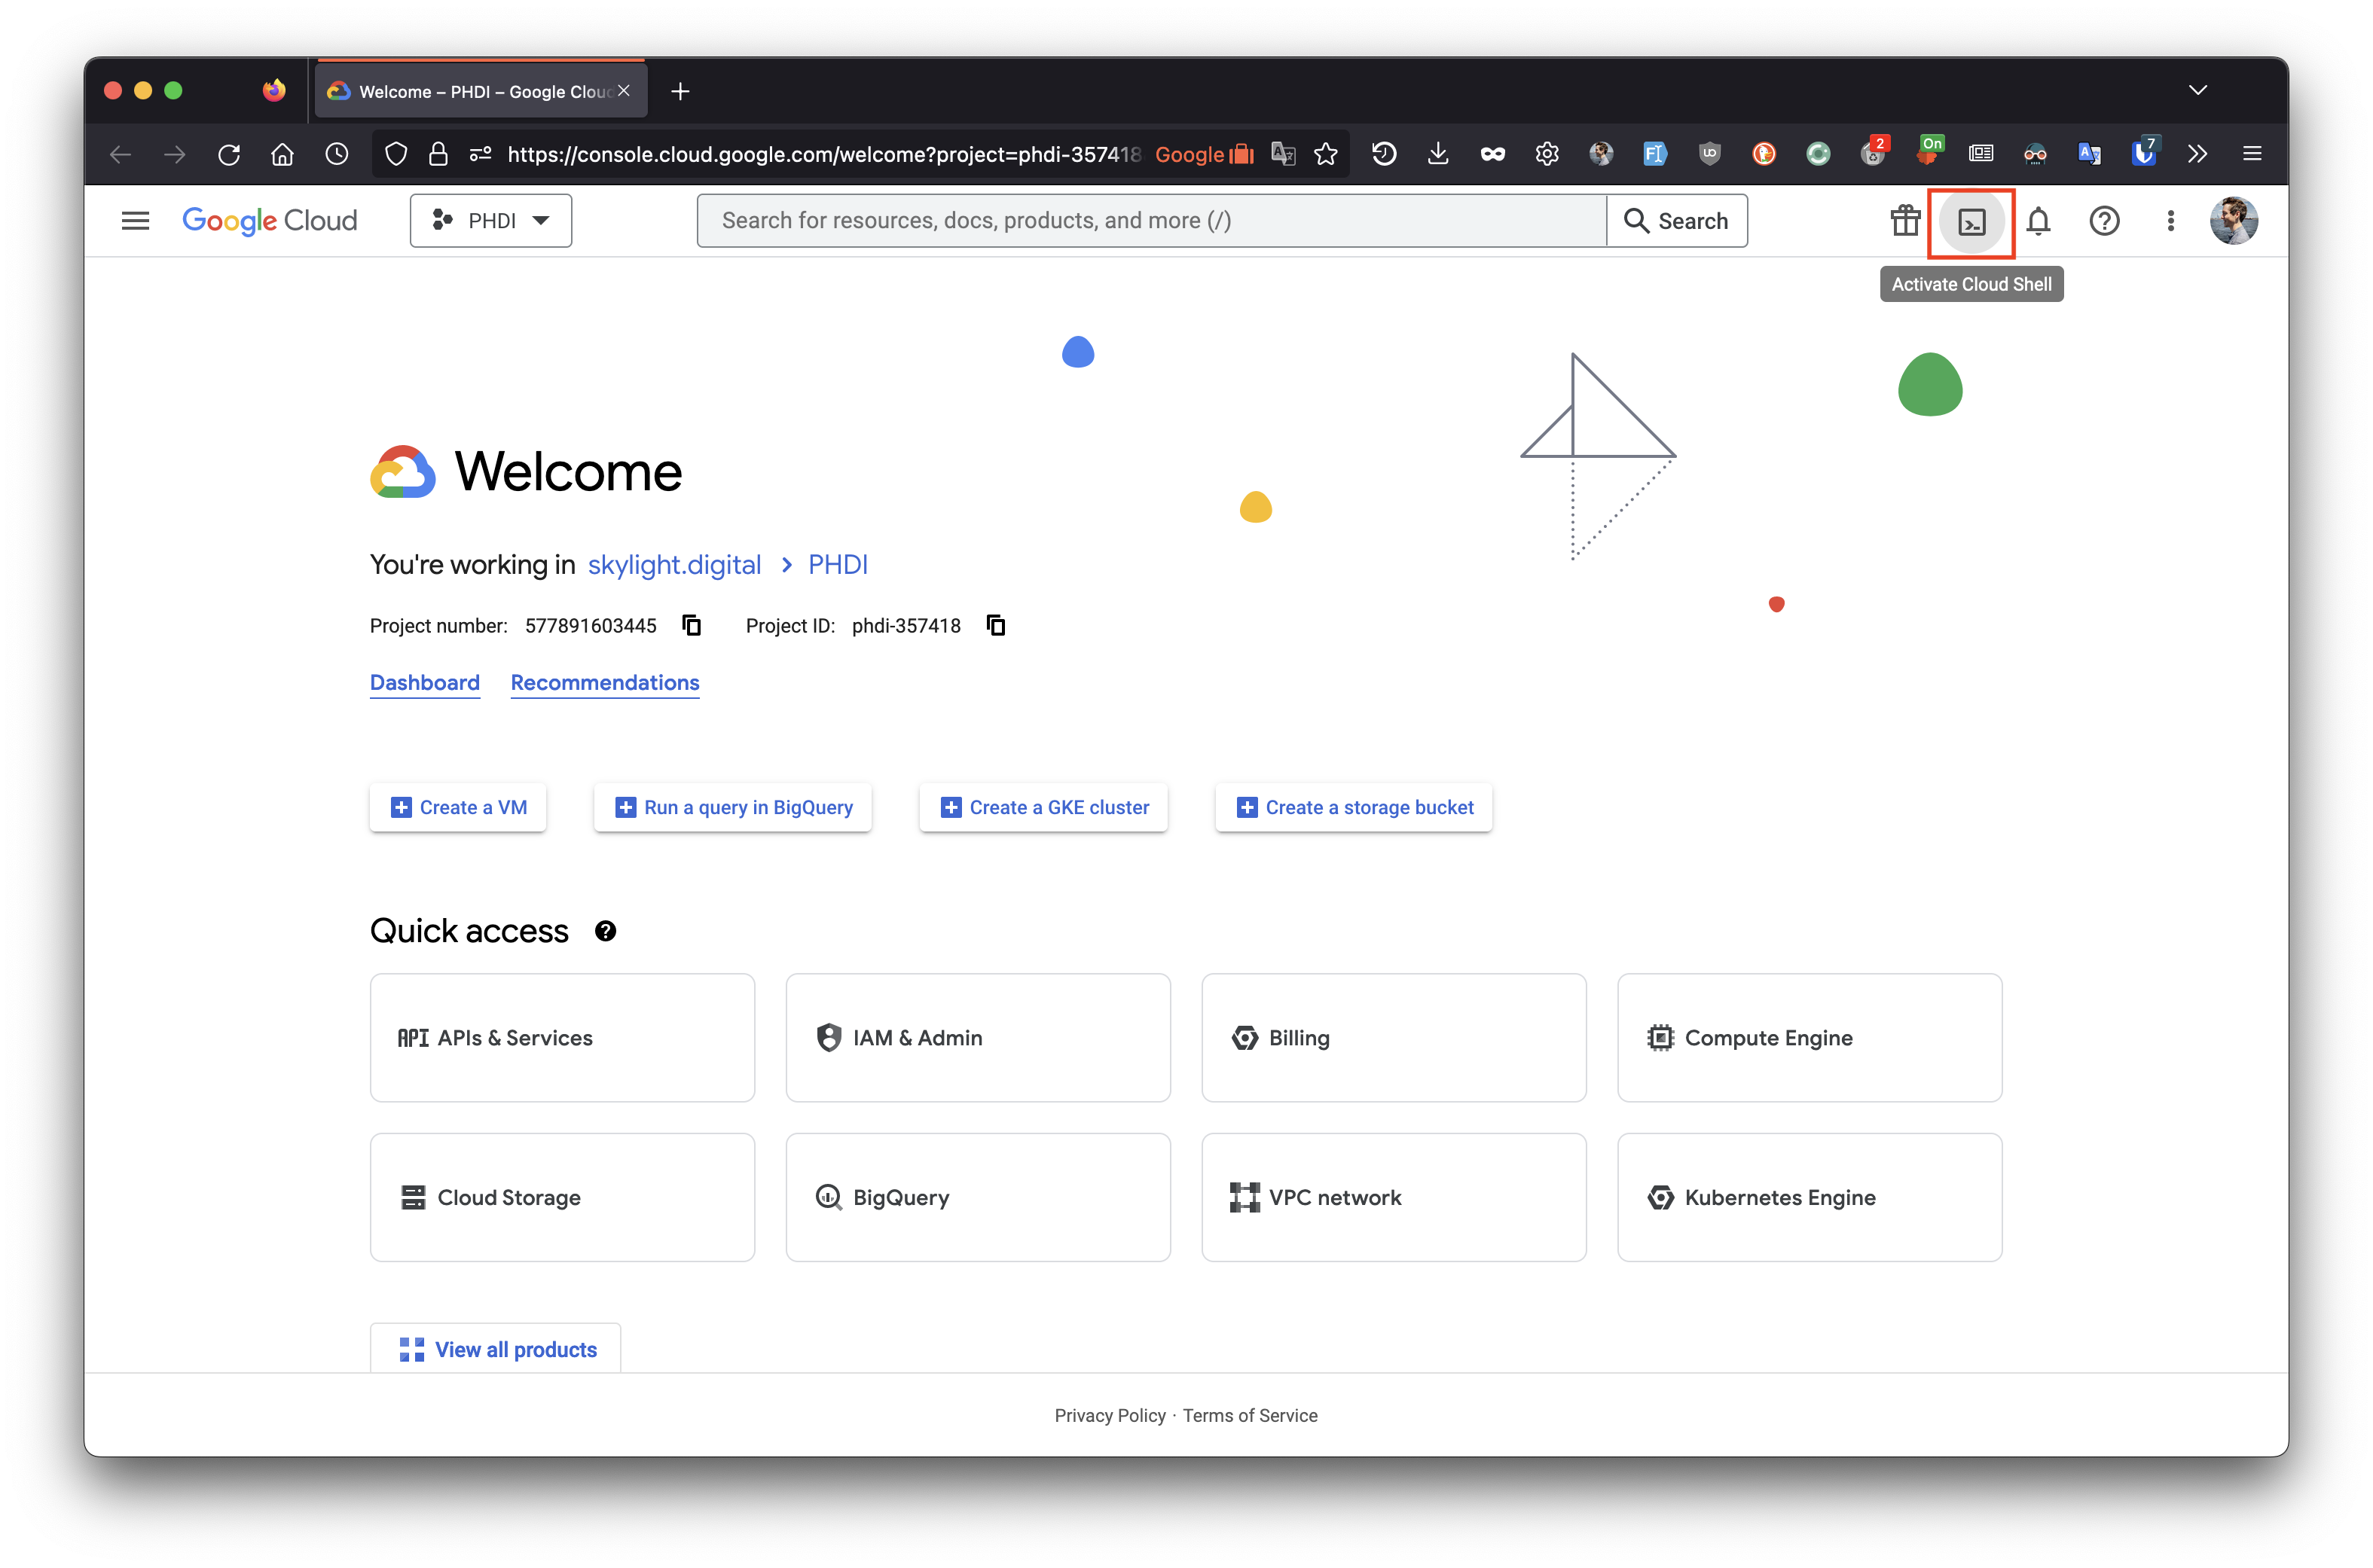 Welcome – PHDI – Google Clou
https://console.cloud.google.com/welcome?project=phdi-357418 Google
2
On
7
Google Cloud
PHDI
Search for resources, docs, products, and more (/)
Search
Activate Cloud Shell
Welcome
You're working in skylight.digital > PHDI
Project number: 577891603445 Project ID: phdi-357418
Dashboard Recommendations
Create a VM
Run a query in BigQuery
Create a GKE cluster
Create a storage bucket
Quick access
API APIs & Services
IAM & Admin
Billing
Compute Engine
Cloud Storage
BigQuery
VPC network
Kubernetes Engine
View all products
Privacy Policy · Terms of Service